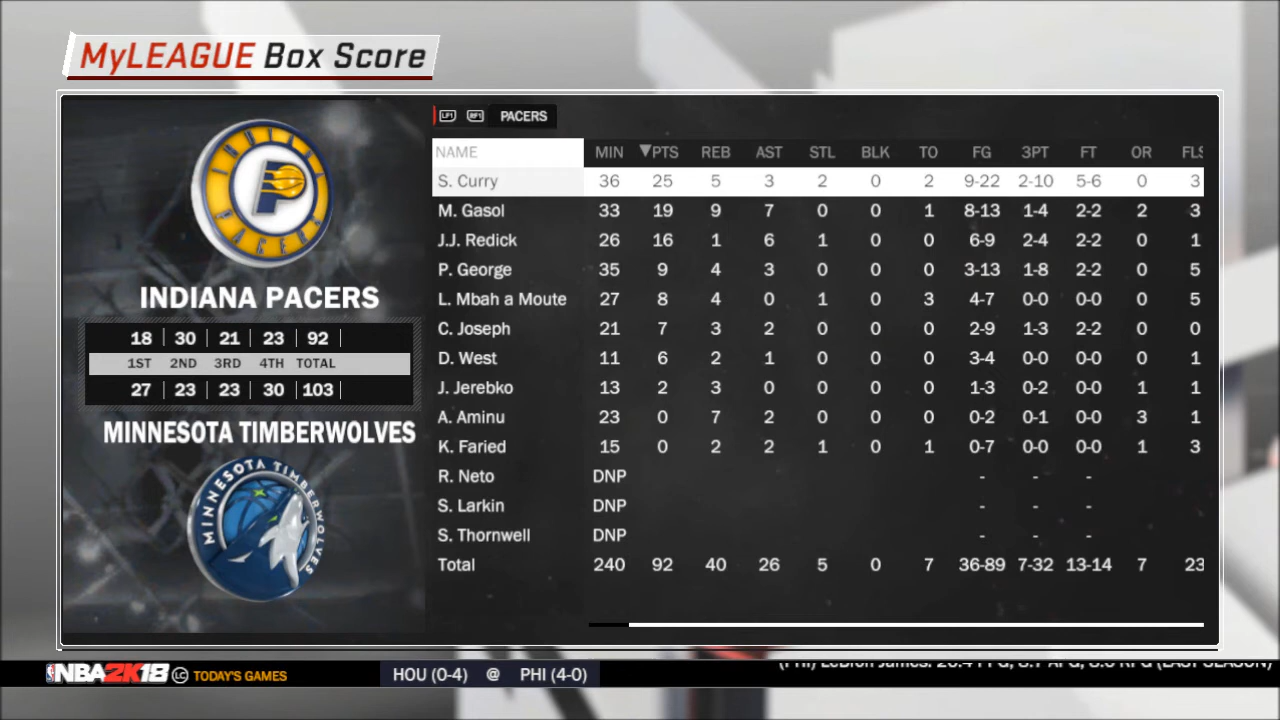 MyLEAGUE Box Score
INDIANA PACERS
P
INDIANA PACERS
18 30 21 23 92
1ST 2ND 3RD 4TH TOTAL
27 23 23 30 103
MINNESOTA TIMBERWOLVES
MINNESOTA TIMBERWOLVES
PACERS
NAME MIN ▼PTS REB AST STL BLK TO FG 3PT FT OR FLS
S. Curry 36 25 5 3 2 0 2 9-22 2-10 5-6 0 3
M. Gasol 33 19 9 7 0 0 1 8-13 1-4 2-2 2 3
J.J. Redick 26 16 1 6 1 0 0 6-9 2-4 2-2 0 1
P. George 35 9 4 3 0 0 0 3-13 1-8 2-2 0 5
L. Mbah a Moute 27 8 4 0 1 0 3 4-7 0-0 0-0 0 5
C. Joseph 21 7 3 2 0 0 0 2-9 1-3 2-2 0 0
D. West 11 6 2 1 0 0 0 3-4 0-0 0-0 0 1
J. Jerebko 13 2 3 0 0 0 0 1-3 0-2 0-0 1 1
A. Aminu 23 0 7 2 0 0 0 0-2 0-1 0-0 3 1
K. Faried 15 0 2 2 1 0 1 0-7 0-0 0-0 1 3
R. Neto DNP - - -
S. Larkin DNP - - -
S. Thornwell DNP - - -
Total 240 92 40 26 5 0 7 36-89 7-32 13-14 7 23
NBA 2K18 LC TODAY'S GAMES HOU (0-4) @ PHI (4-0)